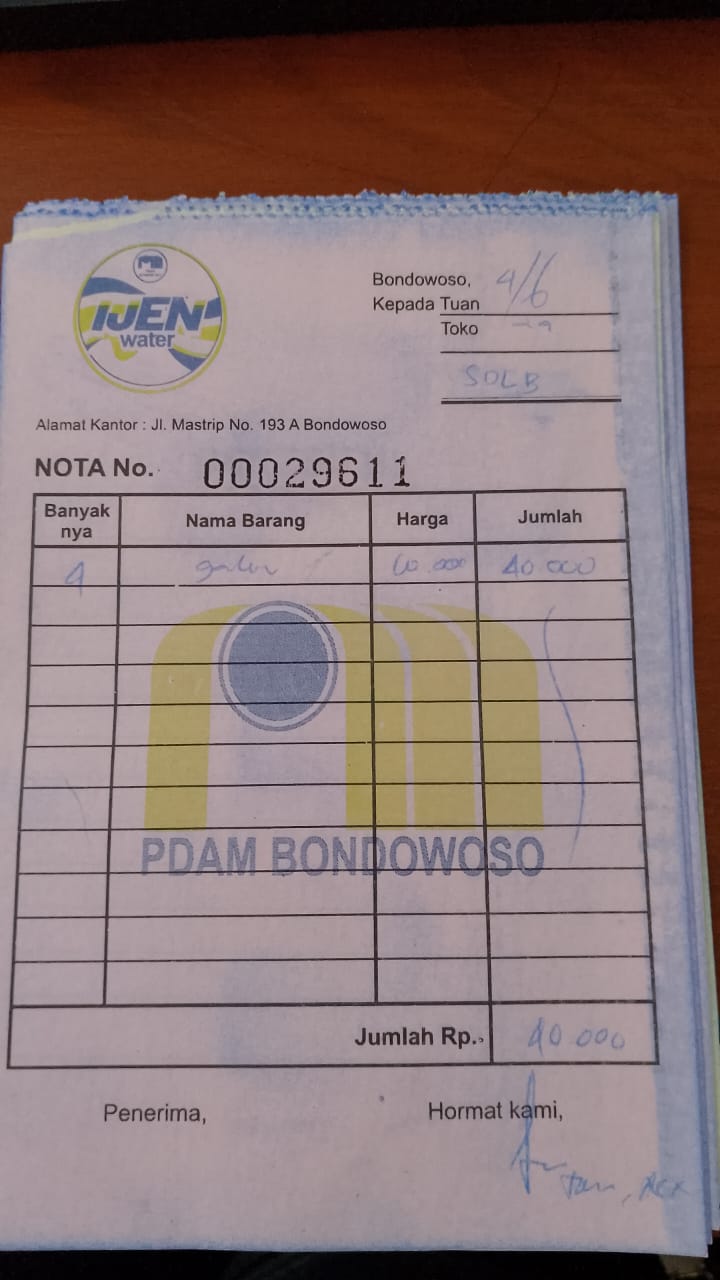 IJEN
water
Bondowoso, 4/6
Kepada Tuan
Toko
SDLB
Alamat Kantor : Jl. Mastrip No. 193 A Bondowoso
NOTA No. 00029611
Banyak nya Nama Barang Harga Jumlah
4 galon 10.000 40 000
PDAM BONDOWOSO
Jumlah Rp. 40.000
Penerima, Hormat kami,